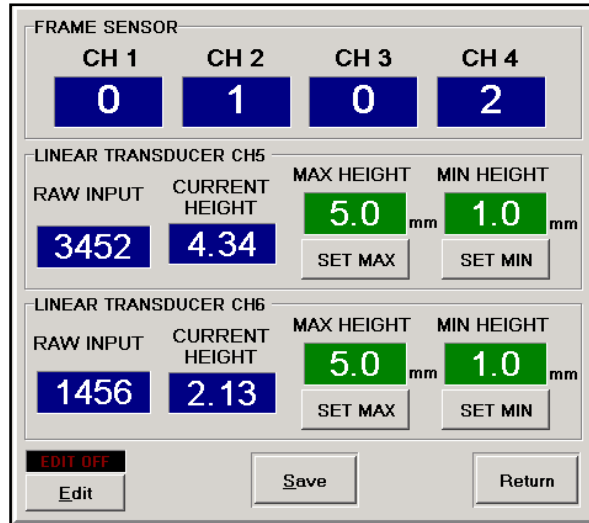 FRAME SENSOR
CH 1 CH 2 CH 3 CH 4
0 1 0 2
LINEAR TRANSDUCER CH5
RAW INPUT CURRENT HEIGHT MAX HEIGHT MIN HEIGHT
3452 4.34 5.0 mm 1.0 mm
SET MAX SET MIN
LINEAR TRANSDUCER CH6
RAW INPUT CURRENT HEIGHT MAX HEIGHT MIN HEIGHT
1456 2.13 5.0 mm 1.0 mm
SET MAX SET MIN
EDIT OFF
Edit Save Return